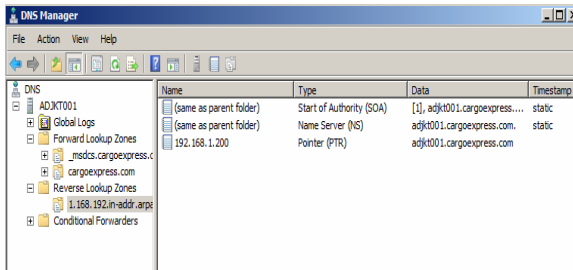 DNS Manager
File Action View Help
DNS
ADJKT001
Global Logs
Forward Lookup Zones
_msdcs.cargoexpress.c
cargoexpress.com
Reverse Lookup Zones
1.168.192.in-addr.arpa
Conditional Forwarders
Name Type Data Timestamp
(same as parent folder) Start of Authority (SOA) [1], adjkt001.cargoexpress.... static
(same as parent folder) Name Server (NS) adjkt001.cargoexpress.com. static
192.168.1.200 Pointer (PTR) adjkt001.cargoexpress.com